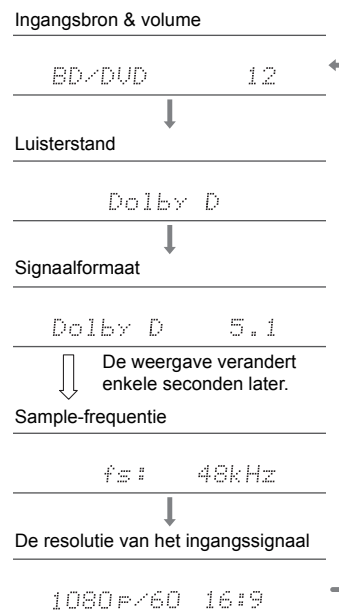 Ingangsbron & volume
BD/DVD 12
Luisterstand
Dolby D
Signaalformaat
Dolby D 5.1
De weergave verandert
enkele seconden later.
Sample-frequentie
fs: 48kHz
De resolutie van het ingangssignaal
1080p/60 16:9